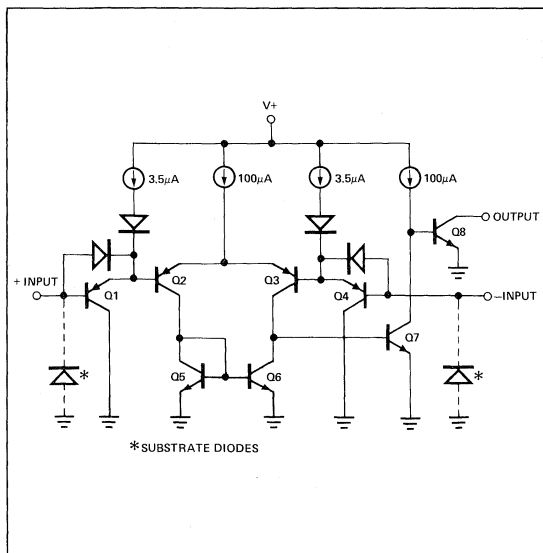 V+
3.5μA
100μA
3.5μA
100μA
OUTPUT
Q8
+ INPUT
Q1
Q2
Q3
Q4
−INPUT
Q7
*
Q5
Q6
*
*SUBSTRATE DIODES